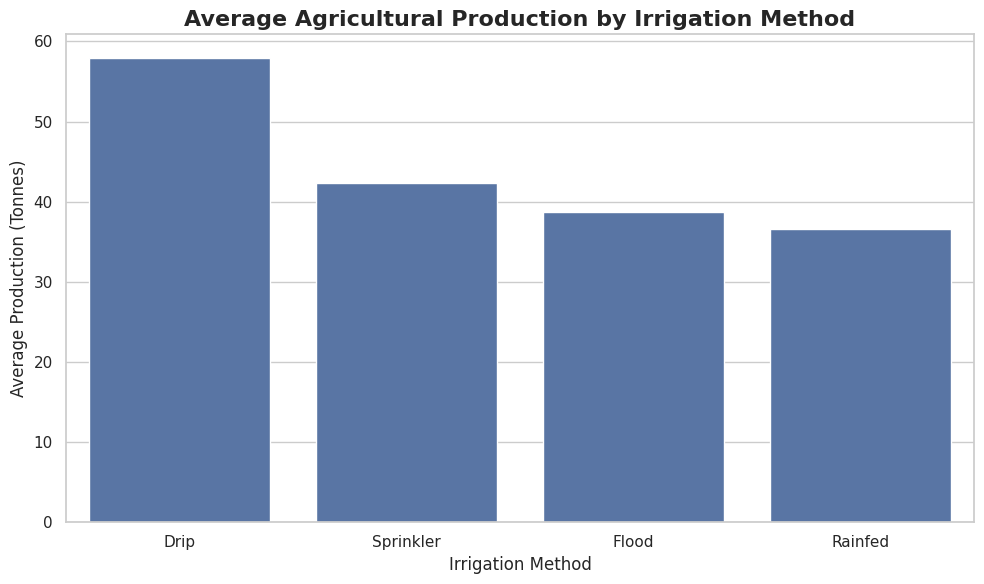 Average Agricultural Production by Irrigation Method
60
50
40
30
20
10
0
Average Production (Tonnes)
Drip Sprinkler Flood Rainfed
Irrigation Method